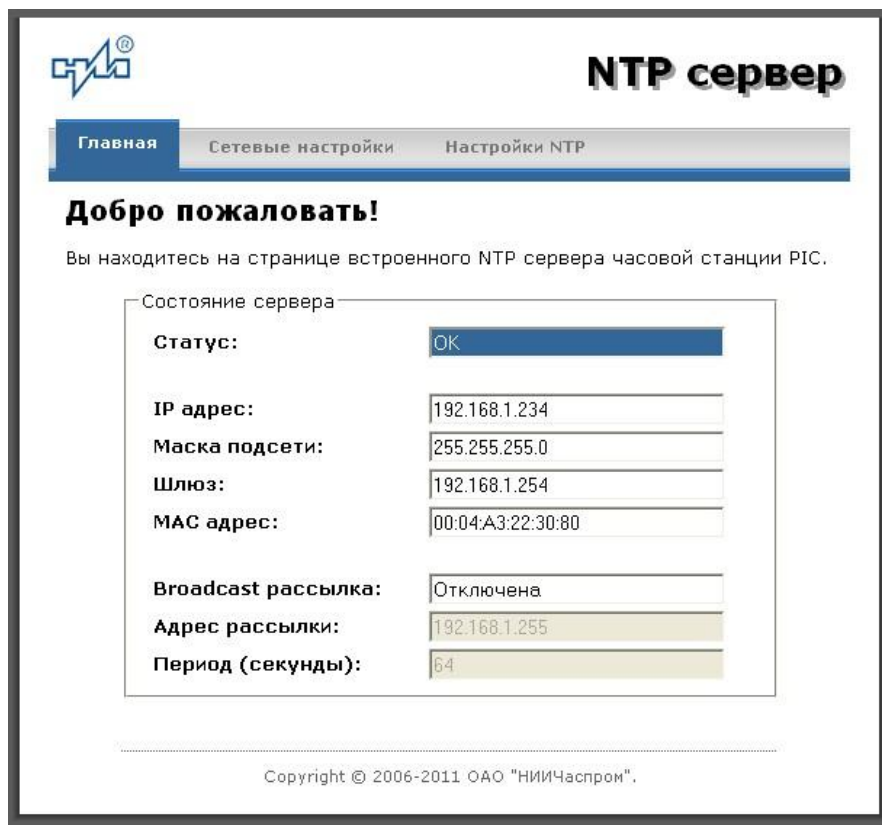 НИИЧ®
NTP сервер
Главная Сетевые настройки Настройки NTP
Добро пожаловать!
Вы находитесь на странице встроенного NTP сервера часовой станции PIC.
Состояние сервера
Статус: OK
IP адрес: 192.168.1.234
Маска подсети: 255.255.255.0
Шлюз: 192.168.1.254
MAC адрес: 00:04:A3:22:30:80
Broadcast рассылка: Отключена
Адрес рассылки: 192.168.1.255
Период (секунды): 64
Copyright © 2006-2011 ОАО "НИИЧаспром".